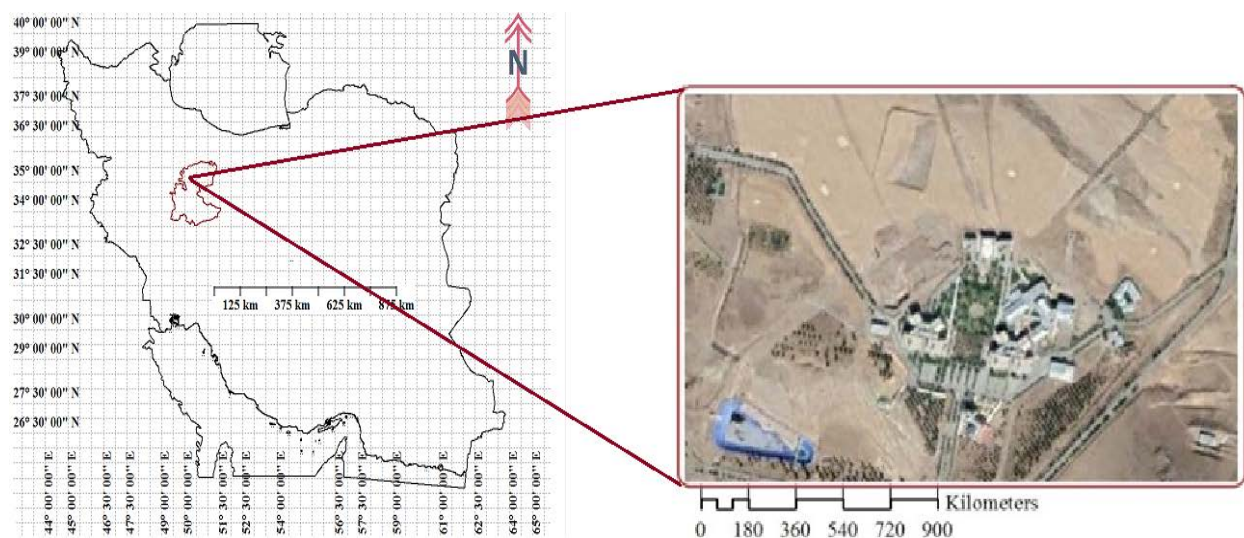 40° 00' 00" N
39° 00' 00" N
37° 30' 00" N
36° 30' 00" N
35° 00' 00" N
34° 00' 00" N
32° 30' 00" N
31° 30' 00" N
30° 00' 00" N
29° 00' 00" N
27° 30' 00" N
26° 30' 00" N
N
125 km 375 km 625 km 875 km
44° 00' 00" E
45° 00' 00" E
47° 30' 00" E
49° 00' 00" E
50° 00' 00" E
51° 30' 00" E
52° 30' 00" E
54° 00' 00" E
56° 30' 00" E
57° 30' 00" E
59° 00' 00" E
60° 00' 00" E
62° 30' 00" E
64° 00' 00" E
65° 00' 00" E
Kilometers
0 180 360 540 720 900